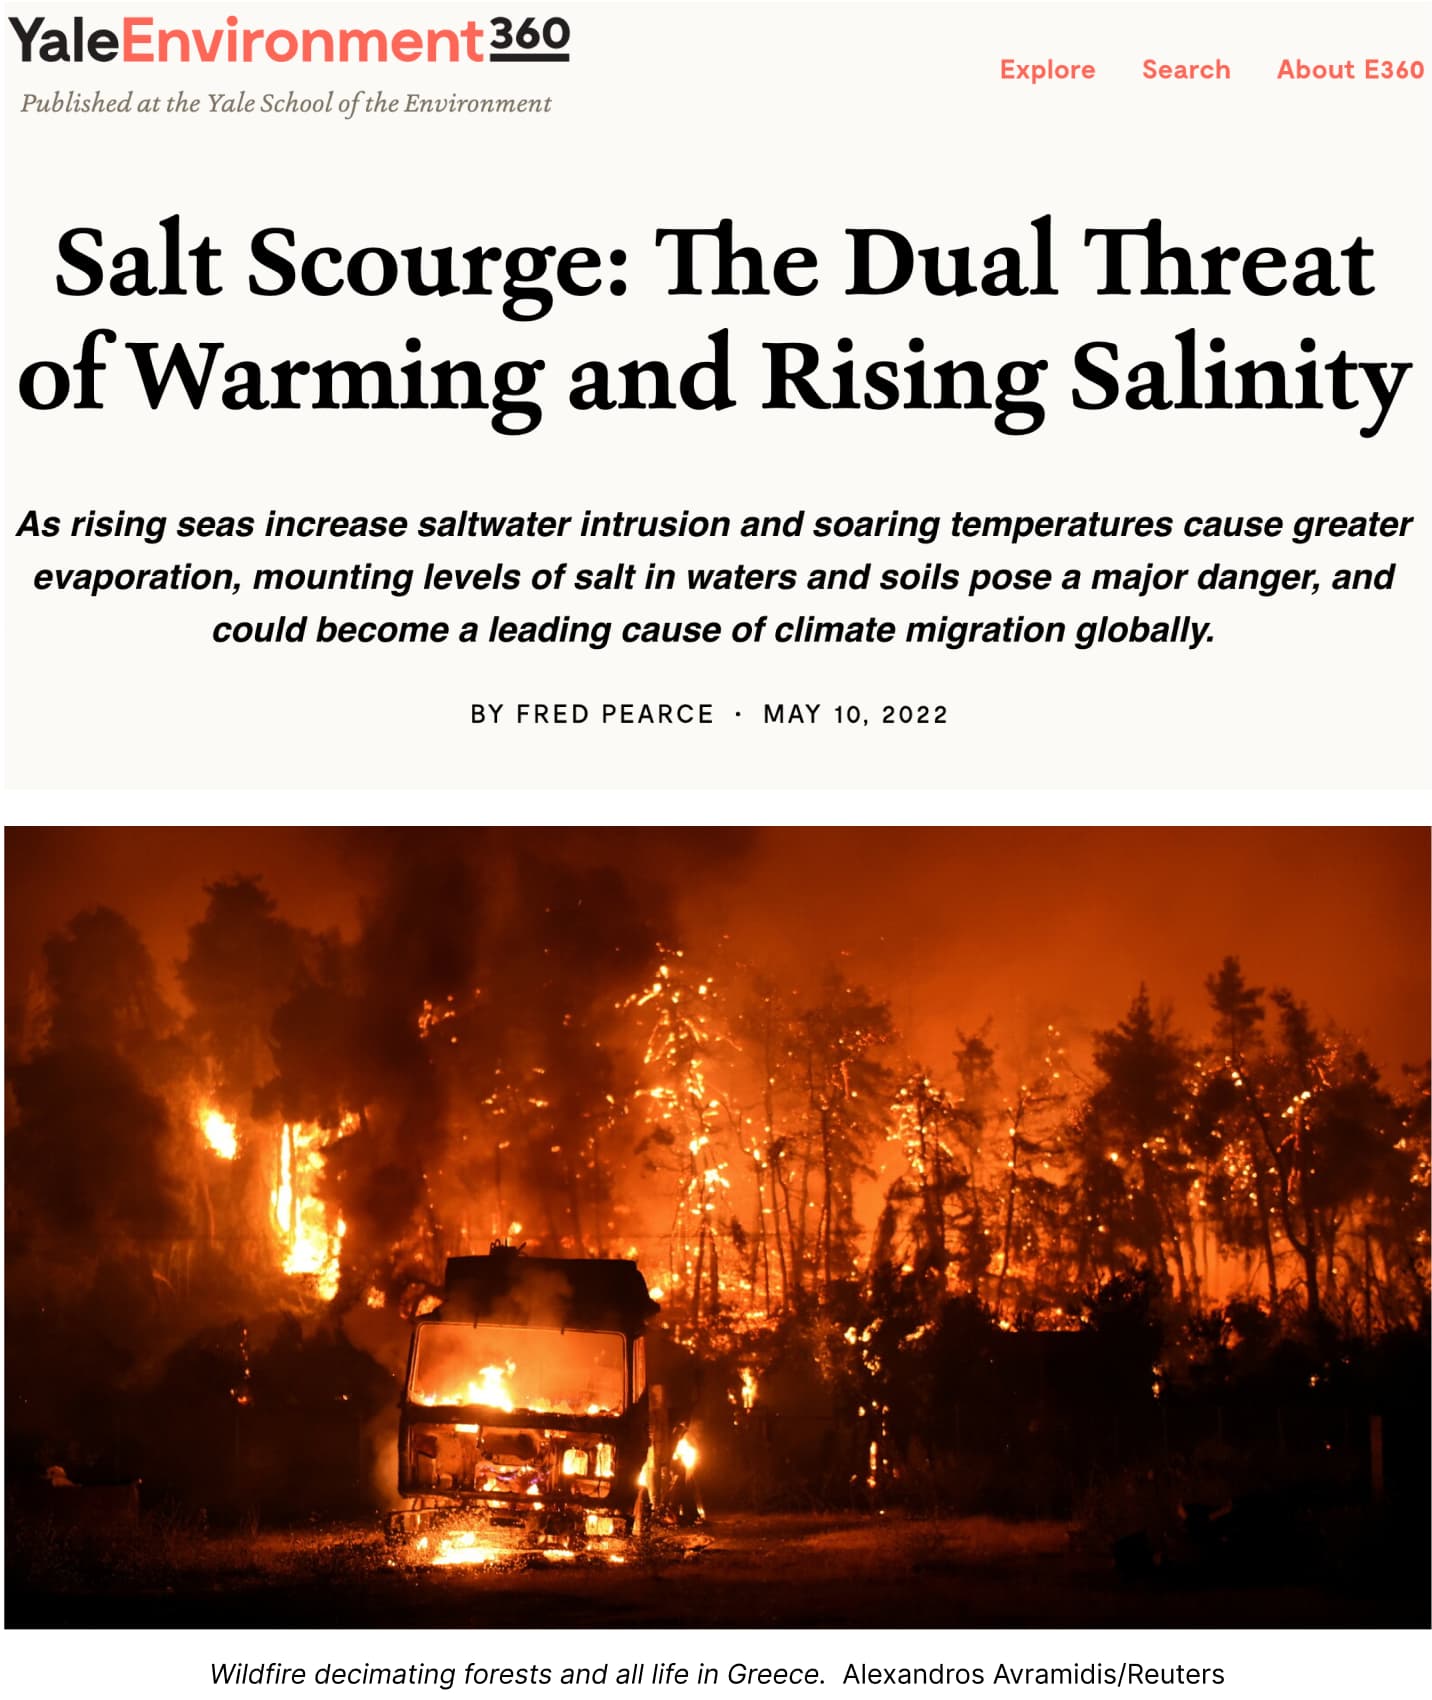 YaleEnvironment360
Published at the Yale School of the Environment
Explore Search About E360
Salt Scourge: The Dual Threat
of Warming and Rising Salinity
As rising seas increase saltwater intrusion and soaring temperatures cause greater
evaporation, mounting levels of salt in waters and soils pose a major danger, and
could become a leading cause of climate migration globally.
BY FRED PEARCE · MAY 10, 2022
Wildfire decimating forests and all life in Greece. Alexandros Avramidis/Reuters